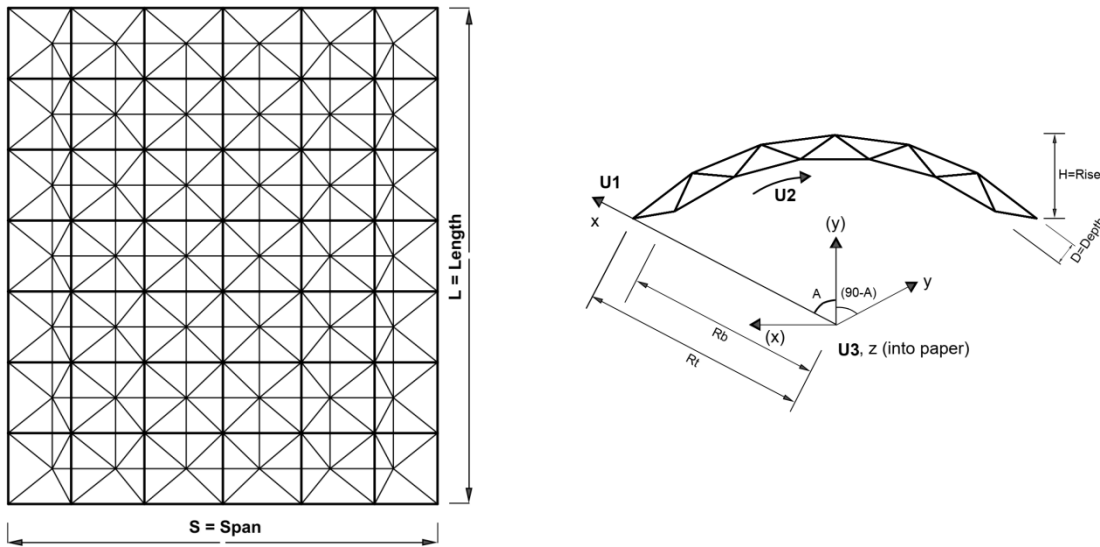 L = Length
S = Span
H=Rise
D=Depth
U1
x
U2
(y)
A
(90-A)
y
(x)
U3, z (into paper)
Rb
Rt